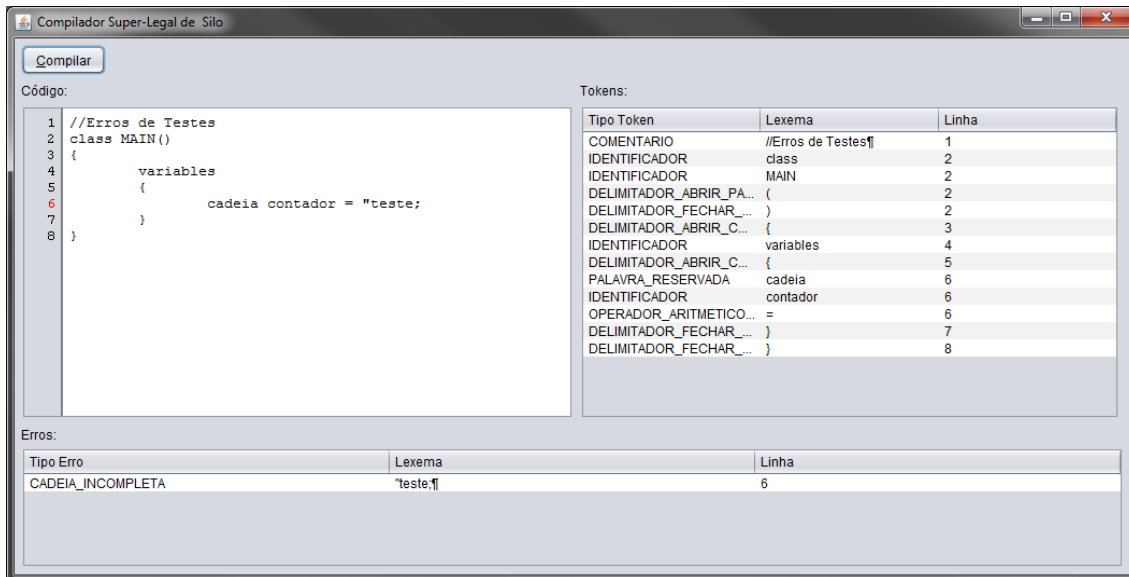 Compilador Super-Legal de Silo
Compilar
Código:
1 //Erros de Testes
2 class MAIN()
3 {
4 variables
5 {
6 cadeia contador = "teste;
7 }
8 }
Tokens:
Tipo Token Lexema Linha
COMENTARIO //Erros de Testes¶ 1
IDENTIFICADOR class 2
IDENTIFICADOR MAIN 2
DELIMITADOR_ABRIR_PA... ( 2
DELIMITADOR_FECHAR_... ) 2
DELIMITADOR_ABRIR_C... { 3
IDENTIFICADOR variables 4
DELIMITADOR_ABRIR_C... { 5
PALAVRA_RESERVADA cadeia 6
IDENTIFICADOR contador 6
OPERADOR_ARITMETICO... = 6
DELIMITADOR_FECHAR_... } 7
DELIMITADOR_FECHAR_... } 8
Erros:
Tipo Erro Lexema Linha
CADEIA_INCOMPLETA "teste;¶ 6